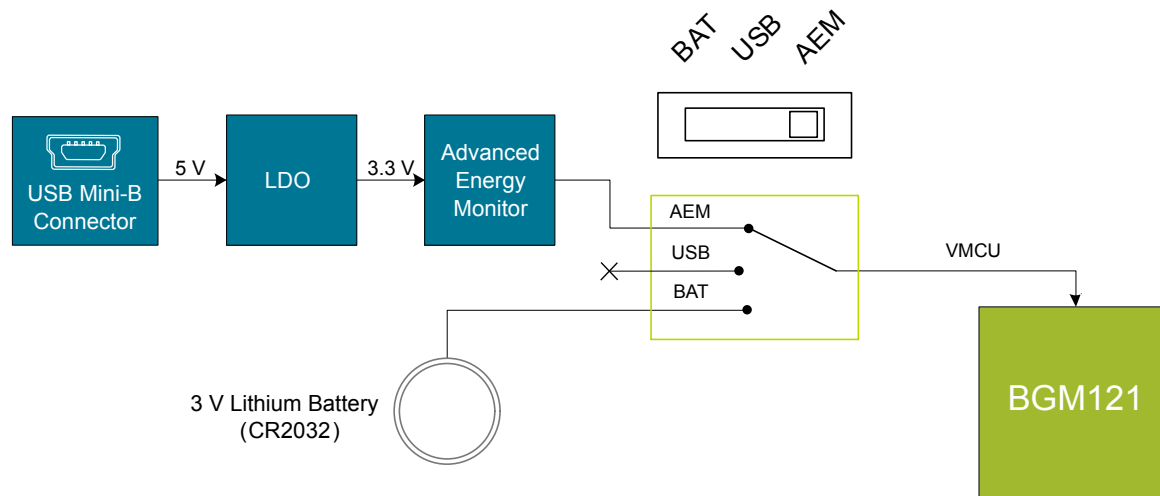 BAT
USB
AEM
USB Mini-B
Connector
5 V
LDO
3.3 V
Advanced
Energy
Monitor
AEM
USB
BAT
VMCU
3 V Lithium Battery
(CR2032)
BGM121